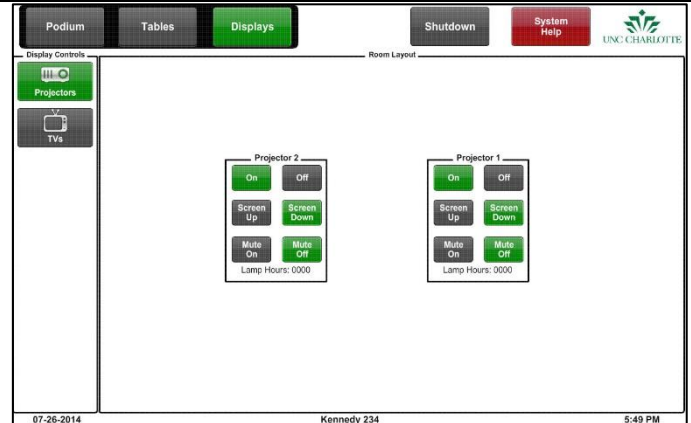 Podium
Tables
Displays
Shutdown
System
Help
UNC CHARLOTTE
Display Controls
Room Layout
Projectors
TVs
Projector 2
On
Off
Screen
Up
Screen
Down
Mute
On
Mute
Off
Lamp Hours: 0000
Projector 1
On
Off
Screen
Up
Screen
Down
Mute
On
Mute
Off
Lamp Hours: 0000
07-26-2014
Kennedy 234
5:49 PM